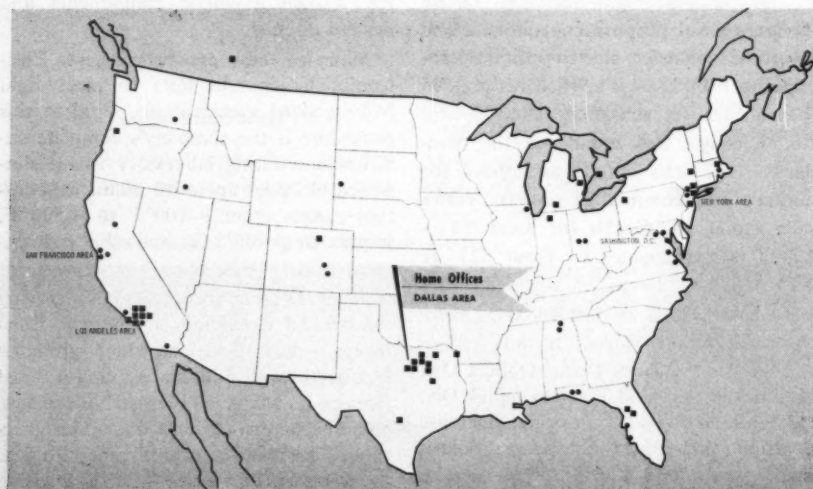 SAN FRANCISCO AREA
LOS ANGELES AREA
Home Offices
DALLAS AREA
WASHINGTON, D.C.
NEW YORK AREA